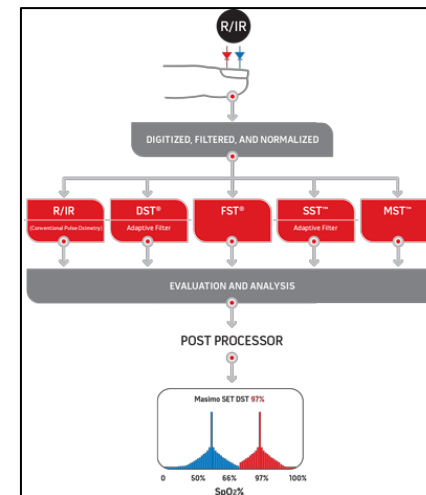 R/IR
DIGITIZED, FILTERED, AND NORMALIZED
R/IR DST® FST® SST™ MST™
(Conventional Pulse Oximetry) Adaptive Filter Adaptive Filter
EVALUATION AND ANALYSIS
POST PROCESSOR
Masimo SET DST 97%
0 50% 66% 97% 100%
SpO2%